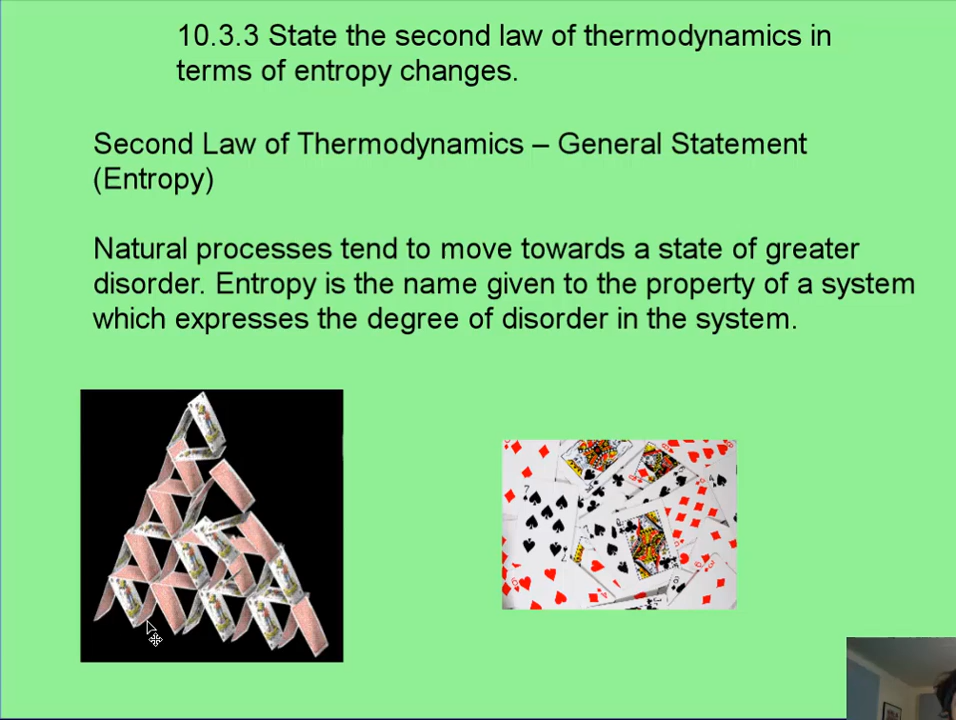 10.3.3 State the second law of thermodynamics in
terms of entropy changes.
Second Law of Thermodynamics – General Statement
(Entropy)
Natural processes tend to move towards a state of greater
disorder. Entropy is the name given to the property of a system
which expresses the degree of disorder in the system.